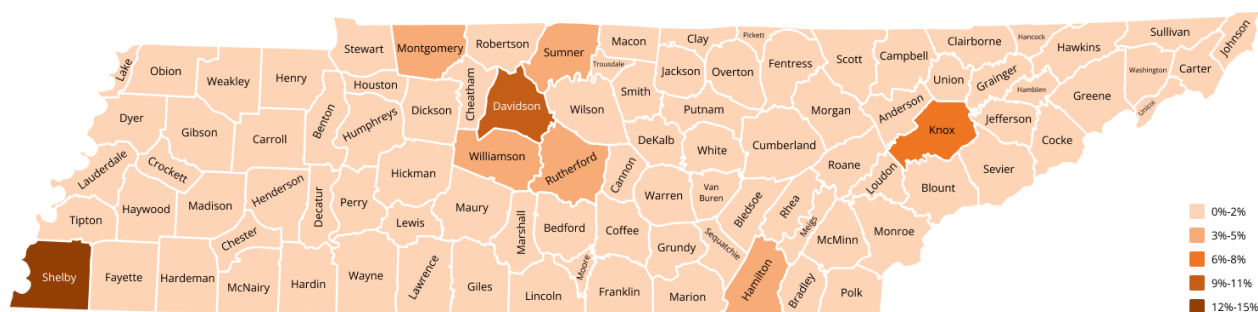 Stewart
Montgomery
Robertson
Sumner
Macon
Clay
Pickett
Fentress
Scott
Campbell
Clairborne
Hancock
Hawkins
Sullivan
Johnson
Lake
Obion
Weakley
Henry
Houston
Cheatham
Davidson
Trousdale
Wilson
Smith
Jackson
Overton
Union
Grainger
Hamblen
Greene
Washington
Carter
Unicoi
Dyer
Gibson
Carroll
Benton
Humphreys
Dickson
Putnam
Morgan
Anderson
Knox
Jefferson
Cocke
Lauderdale
Crockett
Henderson
Decatur
Perry
Hickman
Williamson
Rutherford
Cannon
DeKalb
White
Cumberland
Roane
Loudon
Blount
Sevier
Tipton
Haywood
Madison
Chester
Lewis
Maury
Marshall
Bedford
Coffee
Warren
Van
Buren
Bledsoe
Rhea
Meigs
McMinn
Monroe
Shelby
Fayette
Hardeman
McNairy
Hardin
Wayne
Lawrence
Giles
Lincoln
Moore
Franklin
Grundy
Sequatchie
Marion
Hamilton
Bradley
Polk
0%-2%
3%-5%
6%-8%
9%-11%
12%-15%